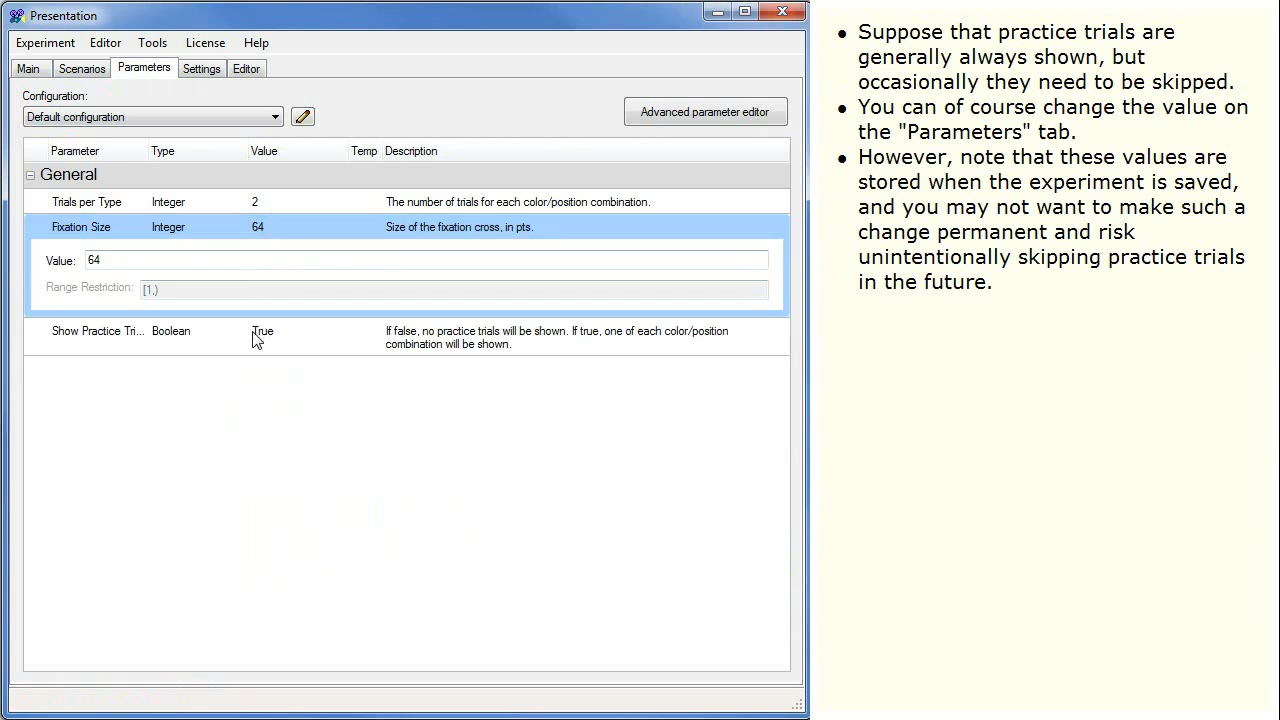 Presentation
Experiment Editor Tools License Help
Main Scenarios Parameters Settings Editor
Configuration:
Default configuration
Advanced parameter editor
Parameter Type Value Temp Description
General
Trials per Type Integer 2 The number of trials for each color/position combination.
Fixation Size Integer 64 Size of the fixation cross, in pts.
Value: 64
Range Restriction: [1,)
Show Practice Tri... Boolean True If false, no practice trials will be shown. If true, one of each color/position
combination will be shown.
• Suppose that practice trials are
generally always shown, but
occasionally they need to be skipped.
• You can of course change the value on
the "Parameters" tab.
• However, note that these values are
stored when the experiment is saved,
and you may not want to make such a
change permanent and risk
unintentionally skipping practice trials
in the future.